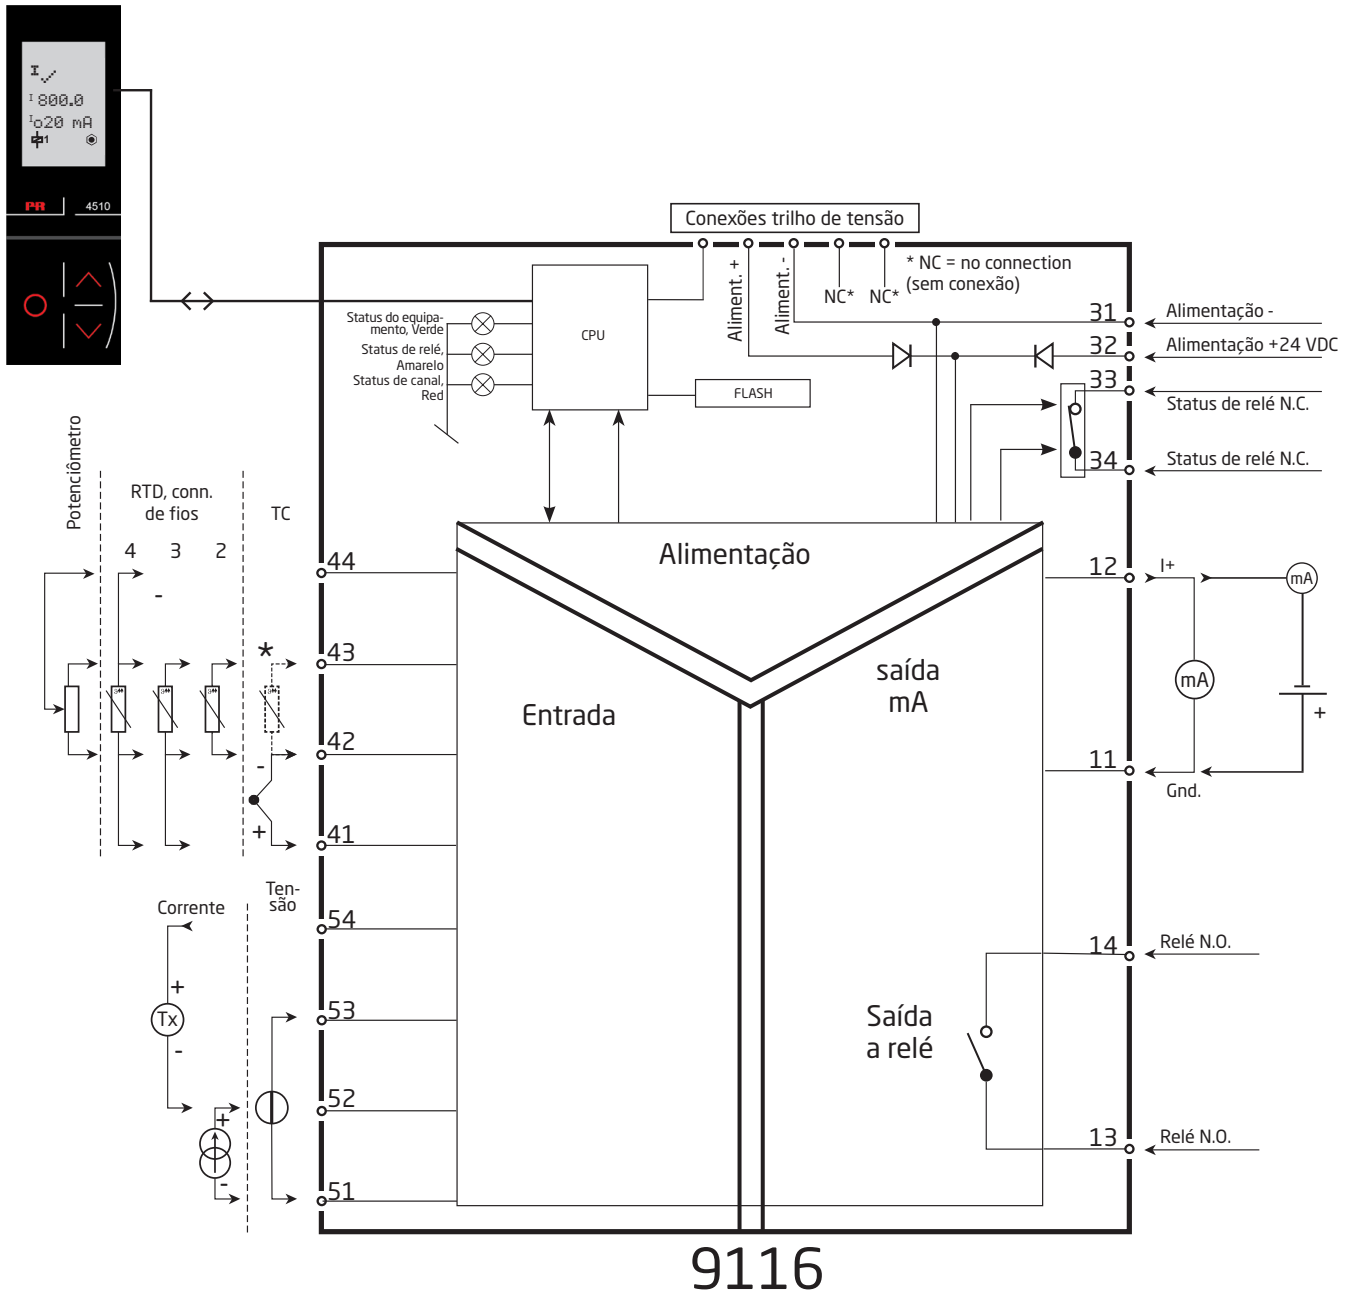 I
I 800.0
Io20 mA
1
PR 4510
Conexões trilho de tensão
Aliment. +
Aliment. -
NC*
NC*
* NC = no connection
(sem conexão)
Status do equipa-
mento, Verde
Status de relé,
Amarelo
Status de canal,
Red
CPU
FLASH
31
Alimentação -
32
Alimentação +24 VDC
33
Status de relé N.C.
34
Status de relé N.C.
Potenciômetro
RTD, conn.
de fios
TC
4 3 2
-
*
-
+
44
43
42
41
Alimentação
Entrada
saída
mA
12
I+
mA
mA
+
11
Gnd.
Corrente
Ten-
são
+
Tx
-
+
-
54
53
52
51
Saída
a relé
14
Relé N.O.
13
Relé N.O.
9116